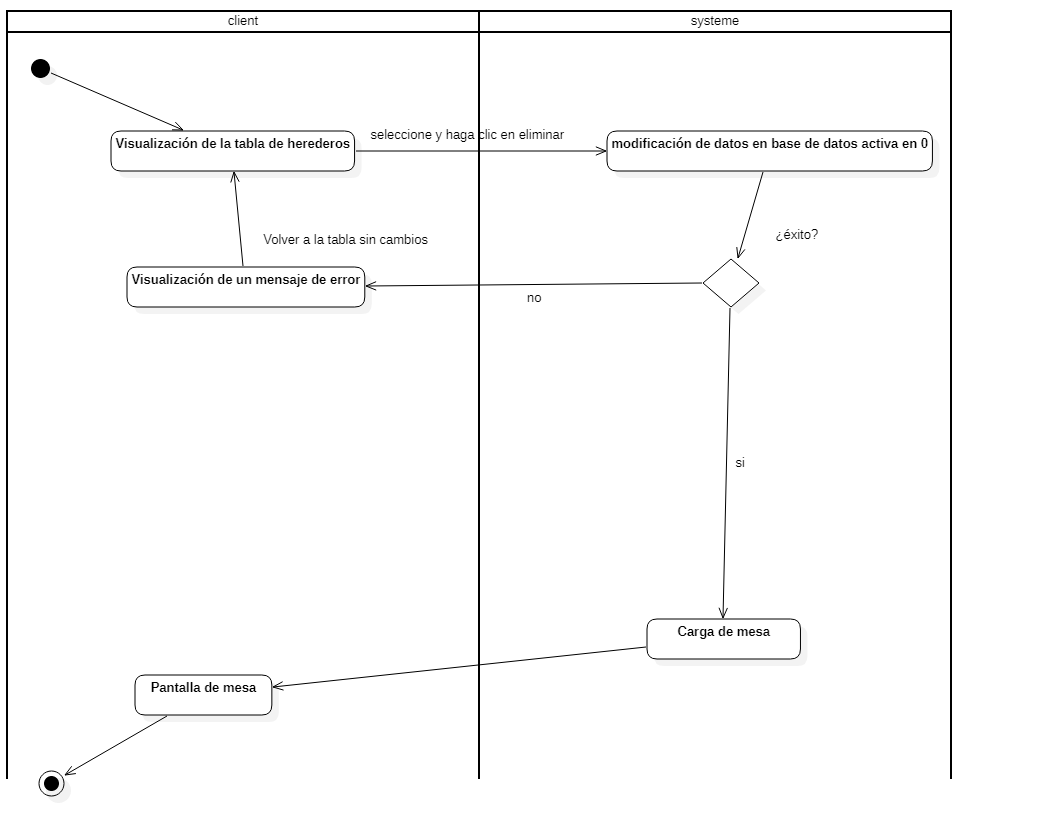 client
systeme
seleccione y haga clic en eliminar
Visualización de la tabla de herederos
modificación de datos en base de datos activa en 0
¿éxito?
Volver a la tabla sin cambios
Visualización de un mensaje de error
no
si
Carga de mesa
Pantalla de mesa